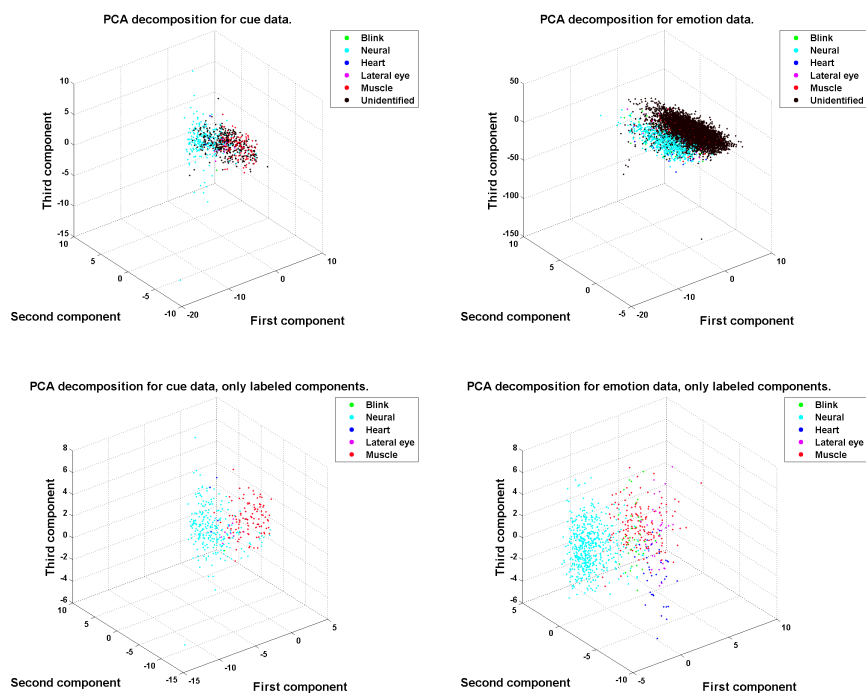 PCA decomposition for cue data.
Blink
Neural
Heart
Lateral eye
Muscle
Unidentified
10
5
0
-5
-10
-15
Third component
10
5
0
-5
-10
Second component
-20
-10
0
10
First component
PCA decomposition for emotion data.
Blink
Neural
Heart
Lateral eye
Muscle
Unidentified
50
0
-50
-100
-150
Third component
10
5
0
-5
Second component
-20
-10
0
10
First component
PCA decomposition for cue data, only labeled components.
Blink
Neural
Heart
Lateral eye
Muscle
8
6
4
2
0
-2
-4
-6
Third component
10
5
0
-5
-10
-15
Second component
-15
-10
-5
0
5
First component
PCA decomposition for emotion data, only labeled components.
Blink
Neural
Heart
Lateral eye
Muscle
8
6
4
2
0
-2
-4
-6
Third component
5
0
-5
-10
Second component
-5
0
5
10
First component